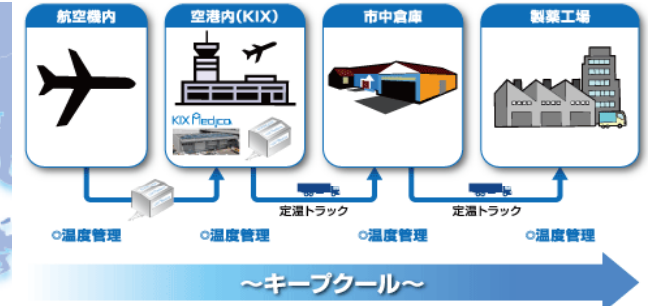 航空機内
空港内(KIX)
市中倉庫
製薬工場
KIX Medica
定温トラック
定温トラック
◎温度管理
◎温度管理
◎温度管理
◎温度管理
～キープクール～